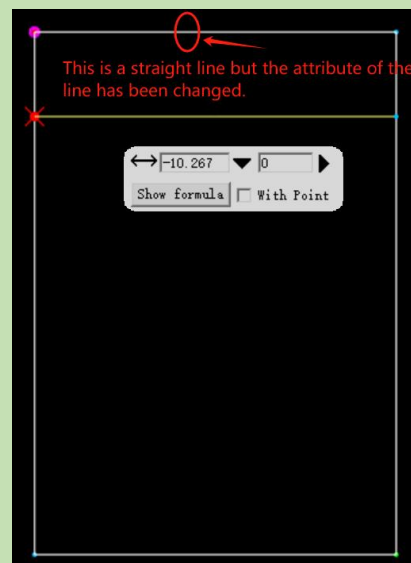 This is a straight line but the attribute of the
line has been changed.
-10.267 0
Show formula With Point